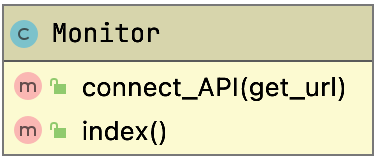 c Monitor
m connect_API(get_url)
m index()